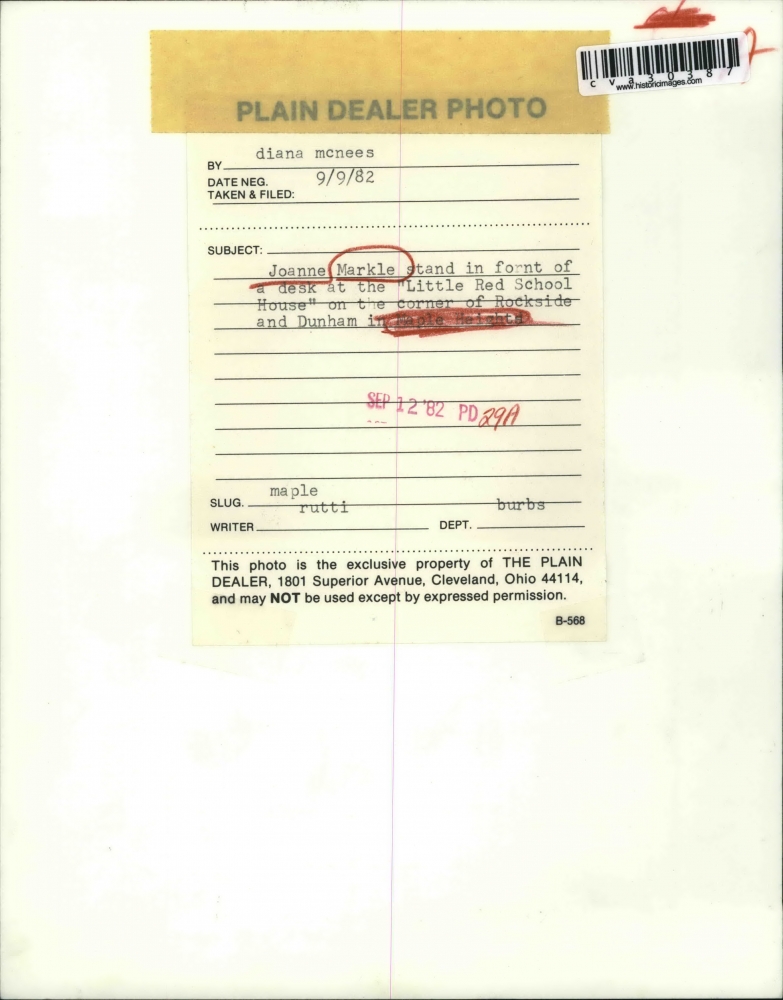 cva30387
www.historicimages.com
PLAIN DEALER PHOTO
BY diana mcnees
DATE NEG. 9/9/82
TAKEN & FILED:
SUBJECT:
Joanne Markle stand in fornt of
a desk at the "Little Red School
House" on the corner of Rockside
and Dunham in Maple Heights
SEP 12 '82 PD 29A
maple
SLUG. rutti burbs
WRITER DEPT.
This photo is the exclusive property of THE PLAIN
DEALER, 1801 Superior Avenue, Cleveland, Ohio 44114,
and may NOT be used except by expressed permission.
B-568